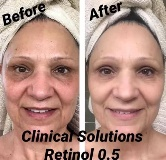 Before After
Clinical Solutions
Retinol 0.5